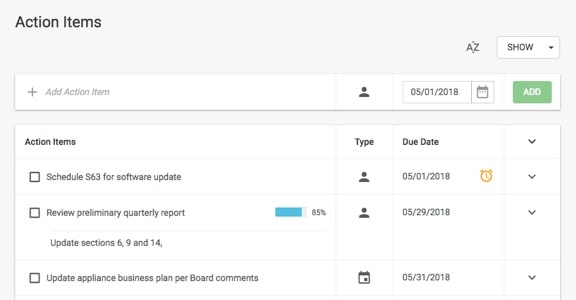 Action Items
AZ SHOW
Add Action Item 05/01/2018 ADD
Action Items Type Due Date
Schedule S63 for software update 05/01/2018
Review preliminary quarterly report 85% 05/29/2018
Update sections 6, 9 and 14,
Update appliance business plan per Board comments 05/31/2018